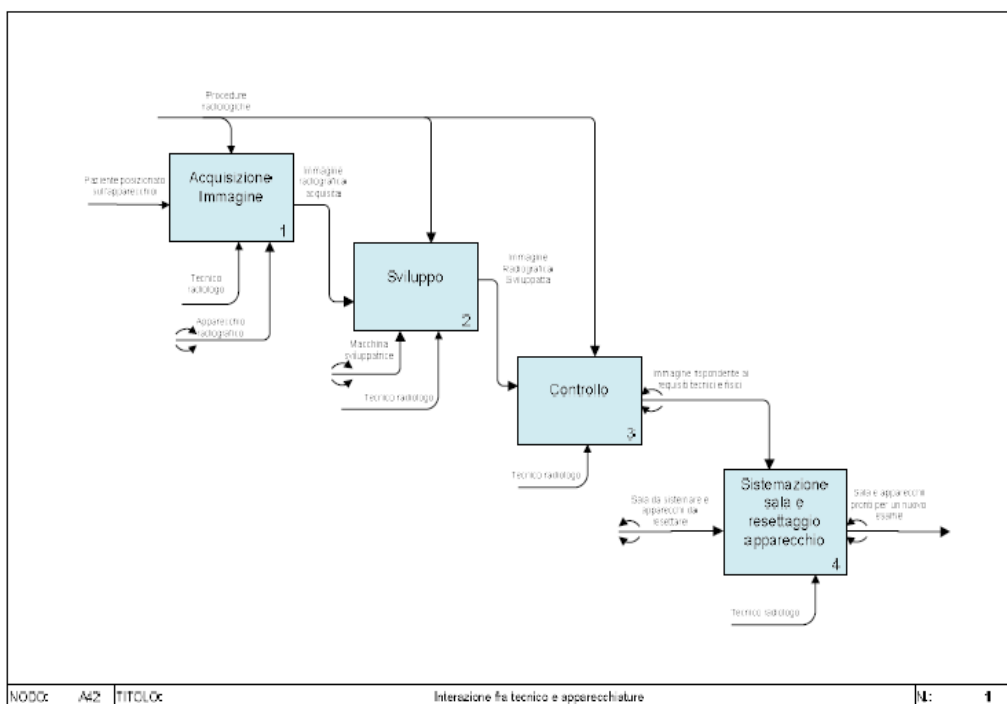 Procedure
radiologiche
Acquisizione
Immagine
1
Paziente posizionato
sull'apparecchio
Immagine
radiografica
acquisita
Tecnico
radiologo
Apparecchio
radiografico
Sviluppo
2
Immagine
Radiografica
Sviluppata
Macchina
sviluppatrice
Tecnico radiologo
Controllo
3
Immagine rispondente ai
requisiti tecnici e fisici
Tecnico radiologo
Sistemazione
sala e
resettaggio
apparecchio
4
Sala da sistemare e
apparecchi da
resettare
Sala e apparecchi
pronti per un nuovo
esame
Tecnico radiologo
NODO: A42 TITOLO: Interazione fra tecnico e apparecchiature N.: 1